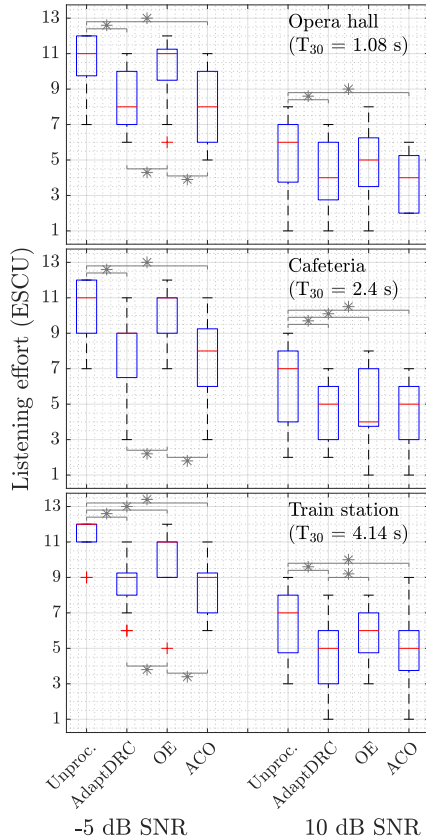 Listening effort (ESCU)
13
11
9
7
5
3
1
Opera hall
(T30 = 1.08 s)
13
11
9
7
5
3
1
Cafeteria
(T30 = 2.4 s)
13
11
9
7
5
3
1
Train station
(T30 = 4.14 s)
Unproc.
AdaptDRC
OE
ACO
Unproc.
AdaptDRC
OE
ACO
-5 dB SNR
10 dB SNR